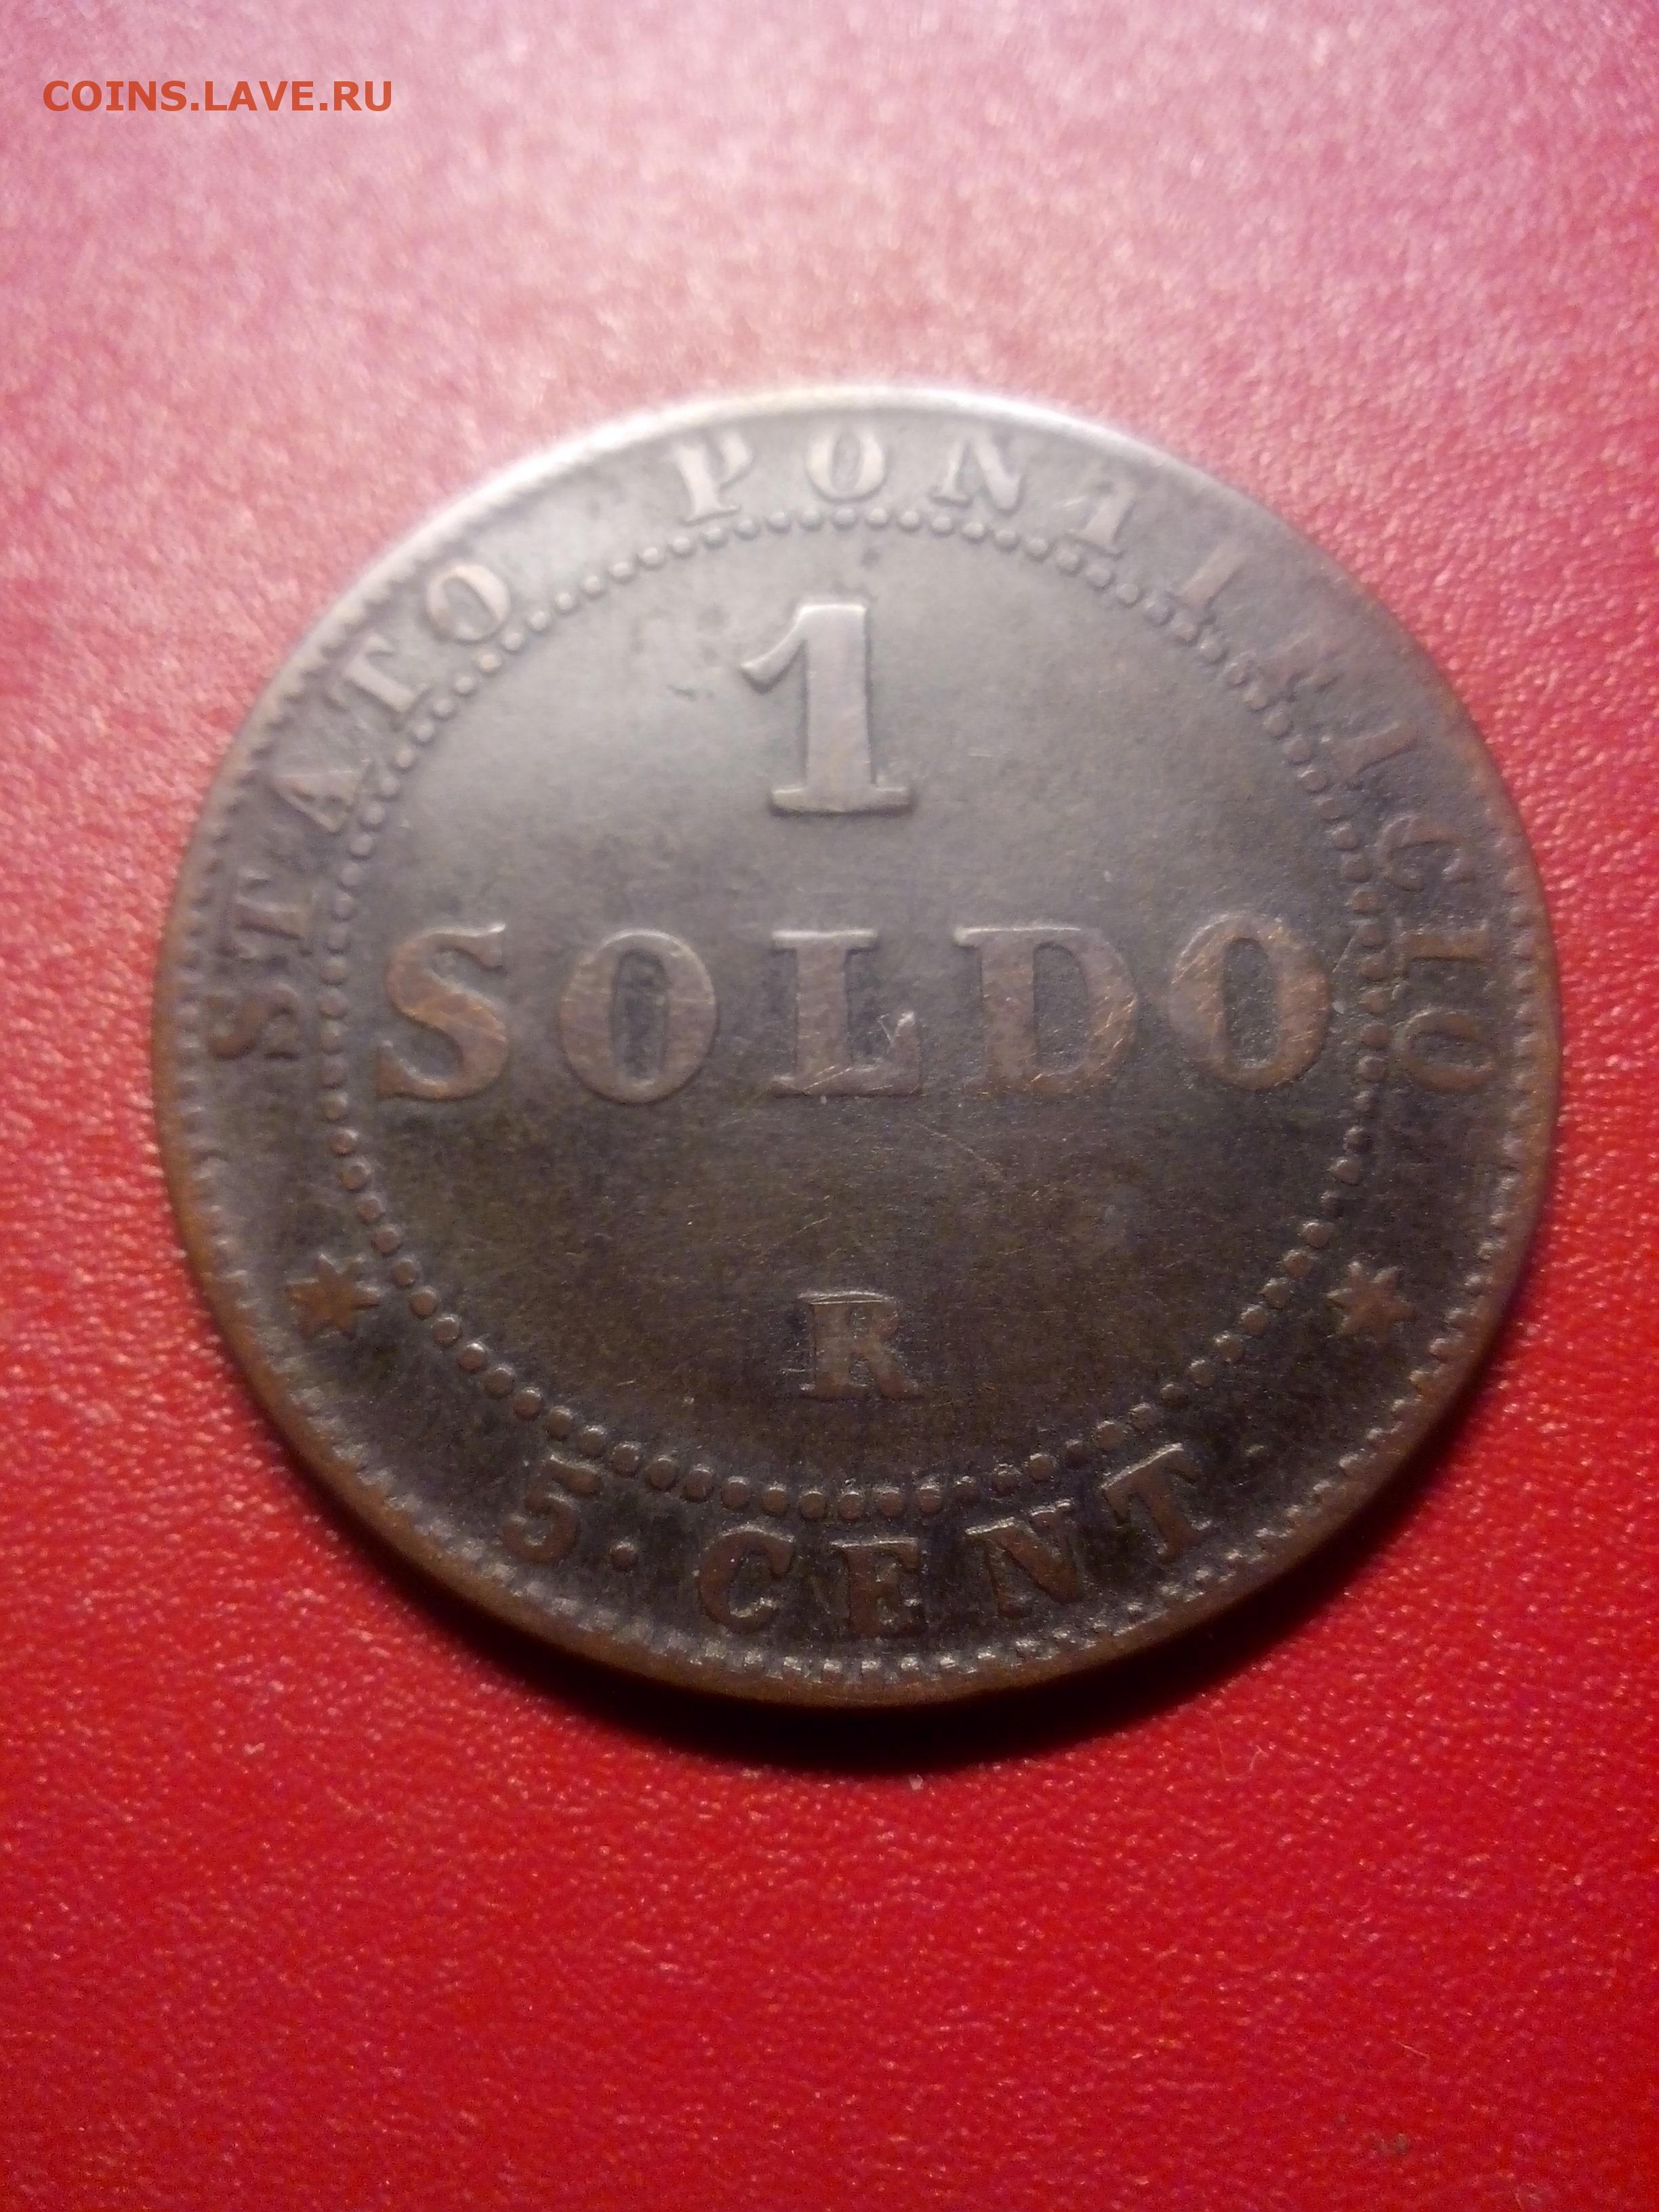 COINS.LAVE.RU
STATO PONTIFICIO
1
SOLDO
R
5· CENT